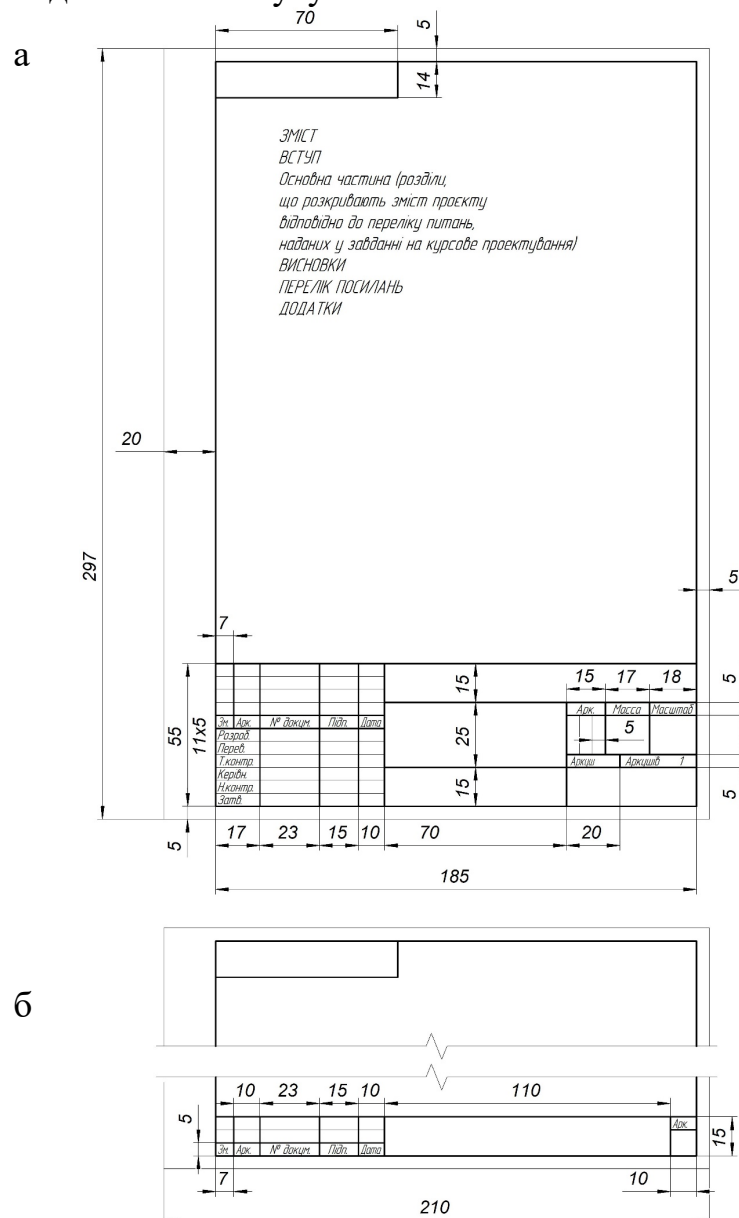 70
5
а
14
ЗМІСТ
ВСТУП
Основна частина (розділи,
що розкривають зміст проєкту
відповідно до переліку питань,
наданих у завданні на курсове проектування)
ВИСНОВКИ
ПЕРЕЛІК ПОСИЛАНЬ
ДОДАТКИ
20
297
5
7
15
15 17 18
5
Арк. Масса Масштаб
Зм. Арк. № докум. Підп. Дата
55
11х5
25
5
Розроб.
Перев.
Т.контр.
Аркуш Аркушів 1
Керівн.
Н.контр.
Затв.
15
5
5
17 23 15 10 70 20
185
б
10 23 15 10 110
5
Арк.
15
Зм. Арк. № докум. Підп. Дата
7
10
210